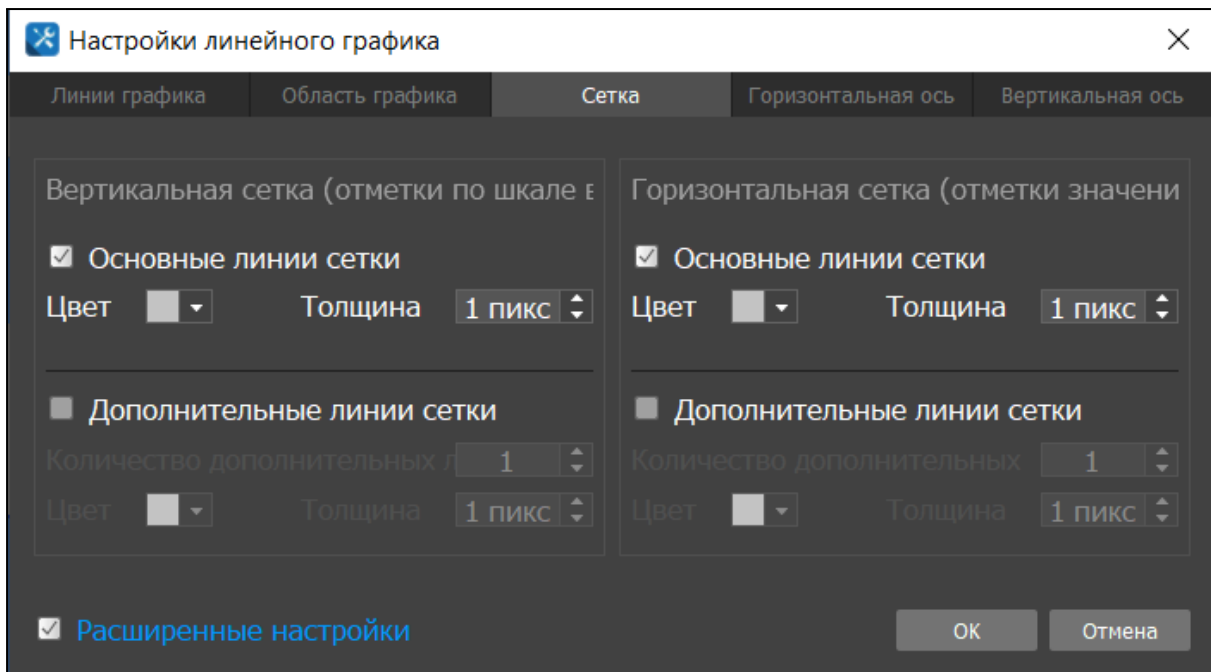 Настройки линейного графика
Линии графика Область графика Сетка Горизонтальная ось Вертикальная ось
Вертикальная сетка (отметки по шкале в
Горизонтальная сетка (отметки значени
Основные линии сетки
Основные линии сетки
Цвет Толщина 1 пикс
Цвет Толщина 1 пикс
Дополнительные линии сетки
Дополнительные линии сетки
Количество дополнительных л 1
Количество дополнительных 1
Цвет Толщина 1 пикс
Цвет Толщина 1 пикс
Расширенные настройки
OK Отмена